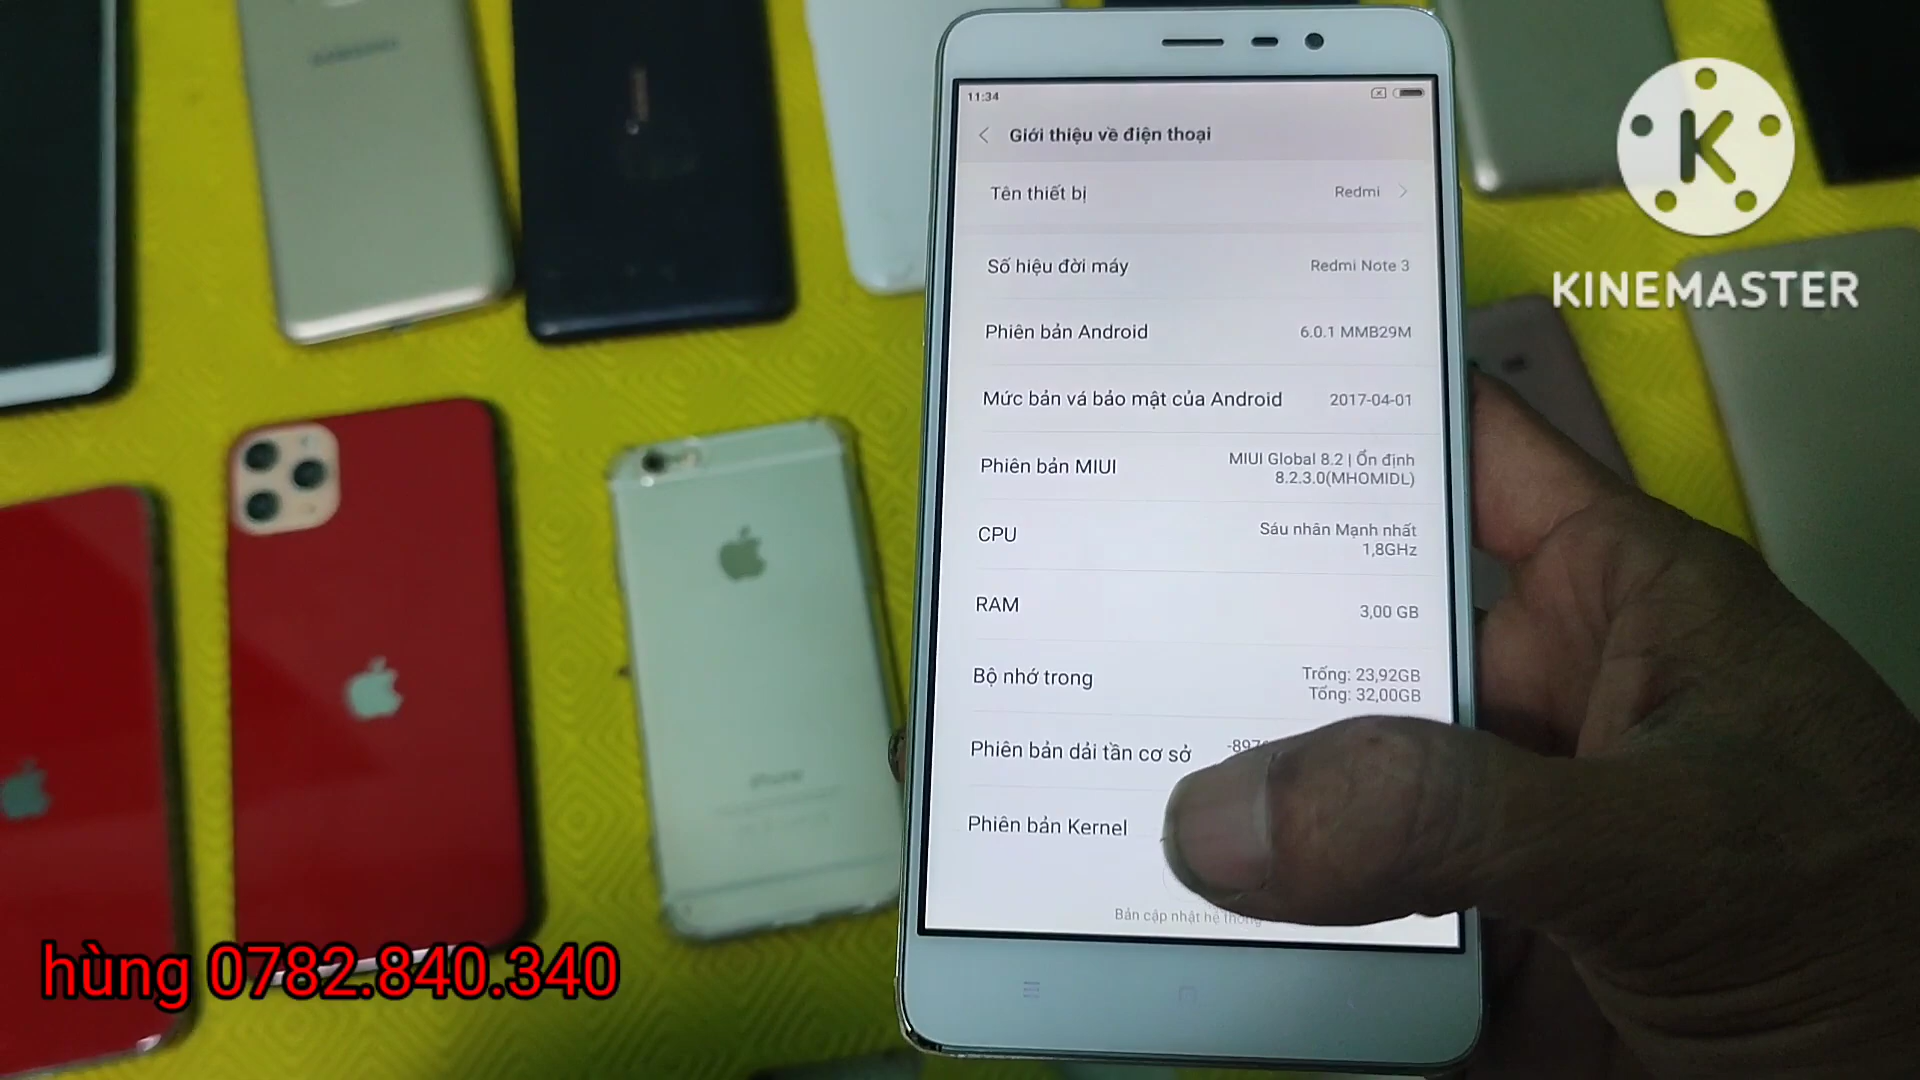 SAMSUNG
11:34
Giới thiệu về điện thoại
Tên thiết bị
Redmi
Số hiệu đời máy
Redmi Note 3
Phiên bản Android
6.0.1 MMB29M
Mức bản vá bảo mật của Android
2017-04-01
Phiên bản MIUI
MIUI Global 8.2 | Ổn định
8.2.3.0(MHOMIDL)
CPU
Sáu nhân Mạnh nhất
1,8GHz
RAM
3,00 GB
Bộ nhớ trong
Trống: 23,92GB
Tổng: 32,00GB
Phiên bản dải tần cơ sở
Phiên bản Kernel
Bản cập nhật hệ thống
K
KINEMASTER
iPhone
hùng 0782.840.340